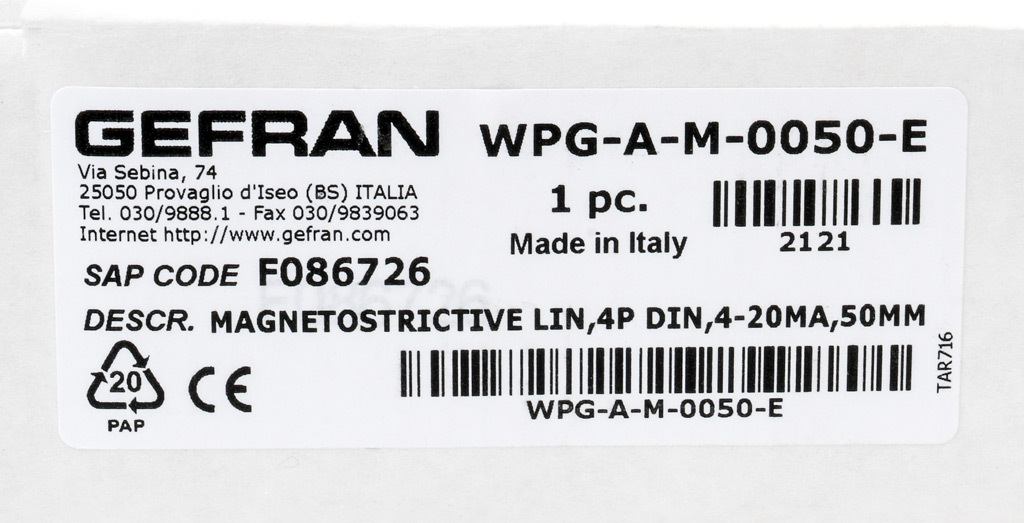 GEFRAN
Via Sebina, 74
25050 Provaglio d'Iseo (BS) ITALIA
Tel. 030/9888.1 - Fax 030/9839063
Internet http://www.gefran.com
WPG-A-M-0050-E
1 pc.
Made in Italy
2121
SAP CODE F086726
DESCR. MAGNETOSTRICTIVE LIN,4P DIN,4-20MA,50MM
20
PAP
CE
WPG-A-M-0050-E
TAR716